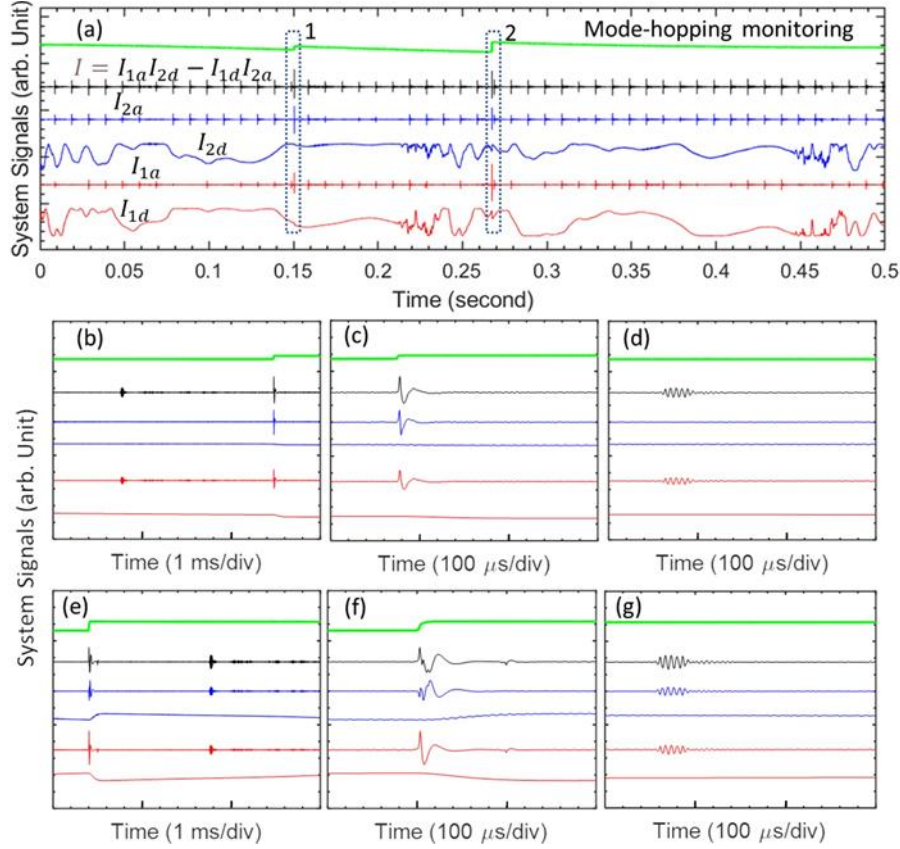 (a)
1
2
Mode-hopping monitoring
I = I₁ₐI₂d − I₁dI₂ₐ
I₂ₐ
I₂d
I₁ₐ
I₁d
System Signals (arb. Unit)
0 0.05 0.1 0.15 0.2 0.25 0.3 0.35 0.4 0.45 0.5
Time (second)
(b)
(c)
(d)
Time (1 ms/div)
Time (100 μs/div)
Time (100 μs/div)
System Signals (arb. Unit)
(e)
(f)
(g)
Time (1 ms/div)
Time (100 μs/div)
Time (100 μs/div)